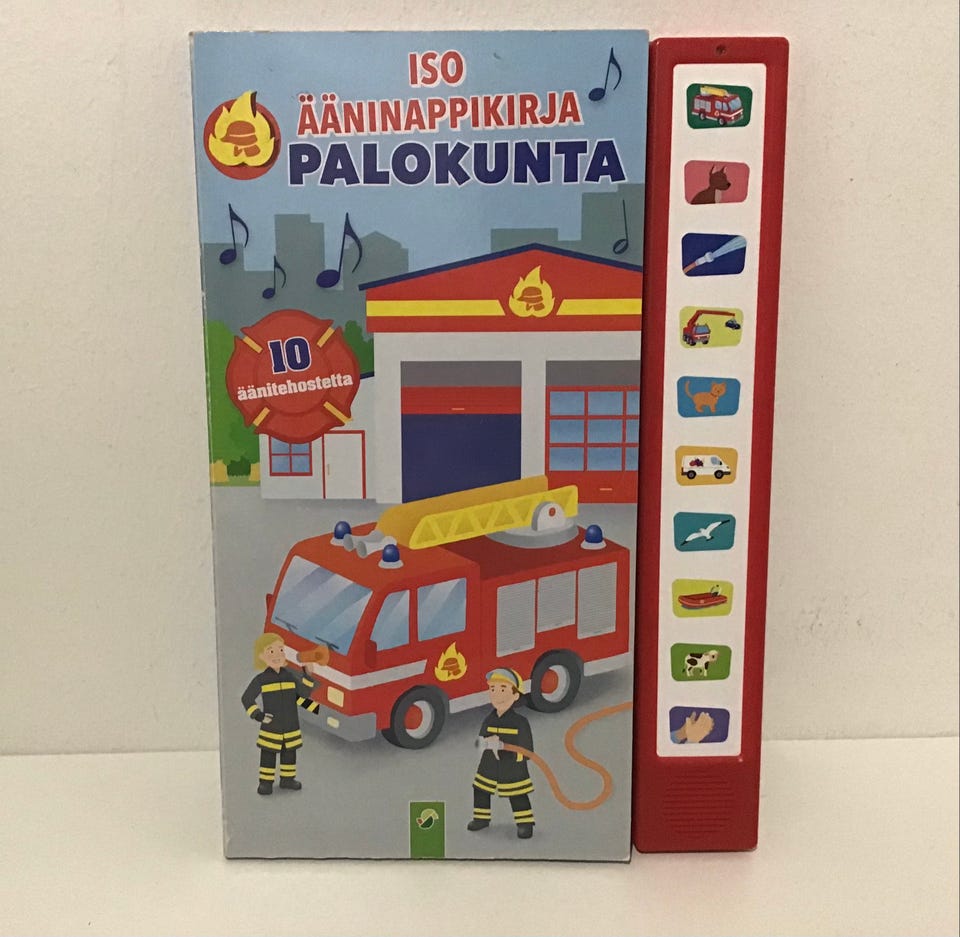 ISO
ÄÄNINAPPIKIRJA
PALOKUNTA
10
äänitehostetta